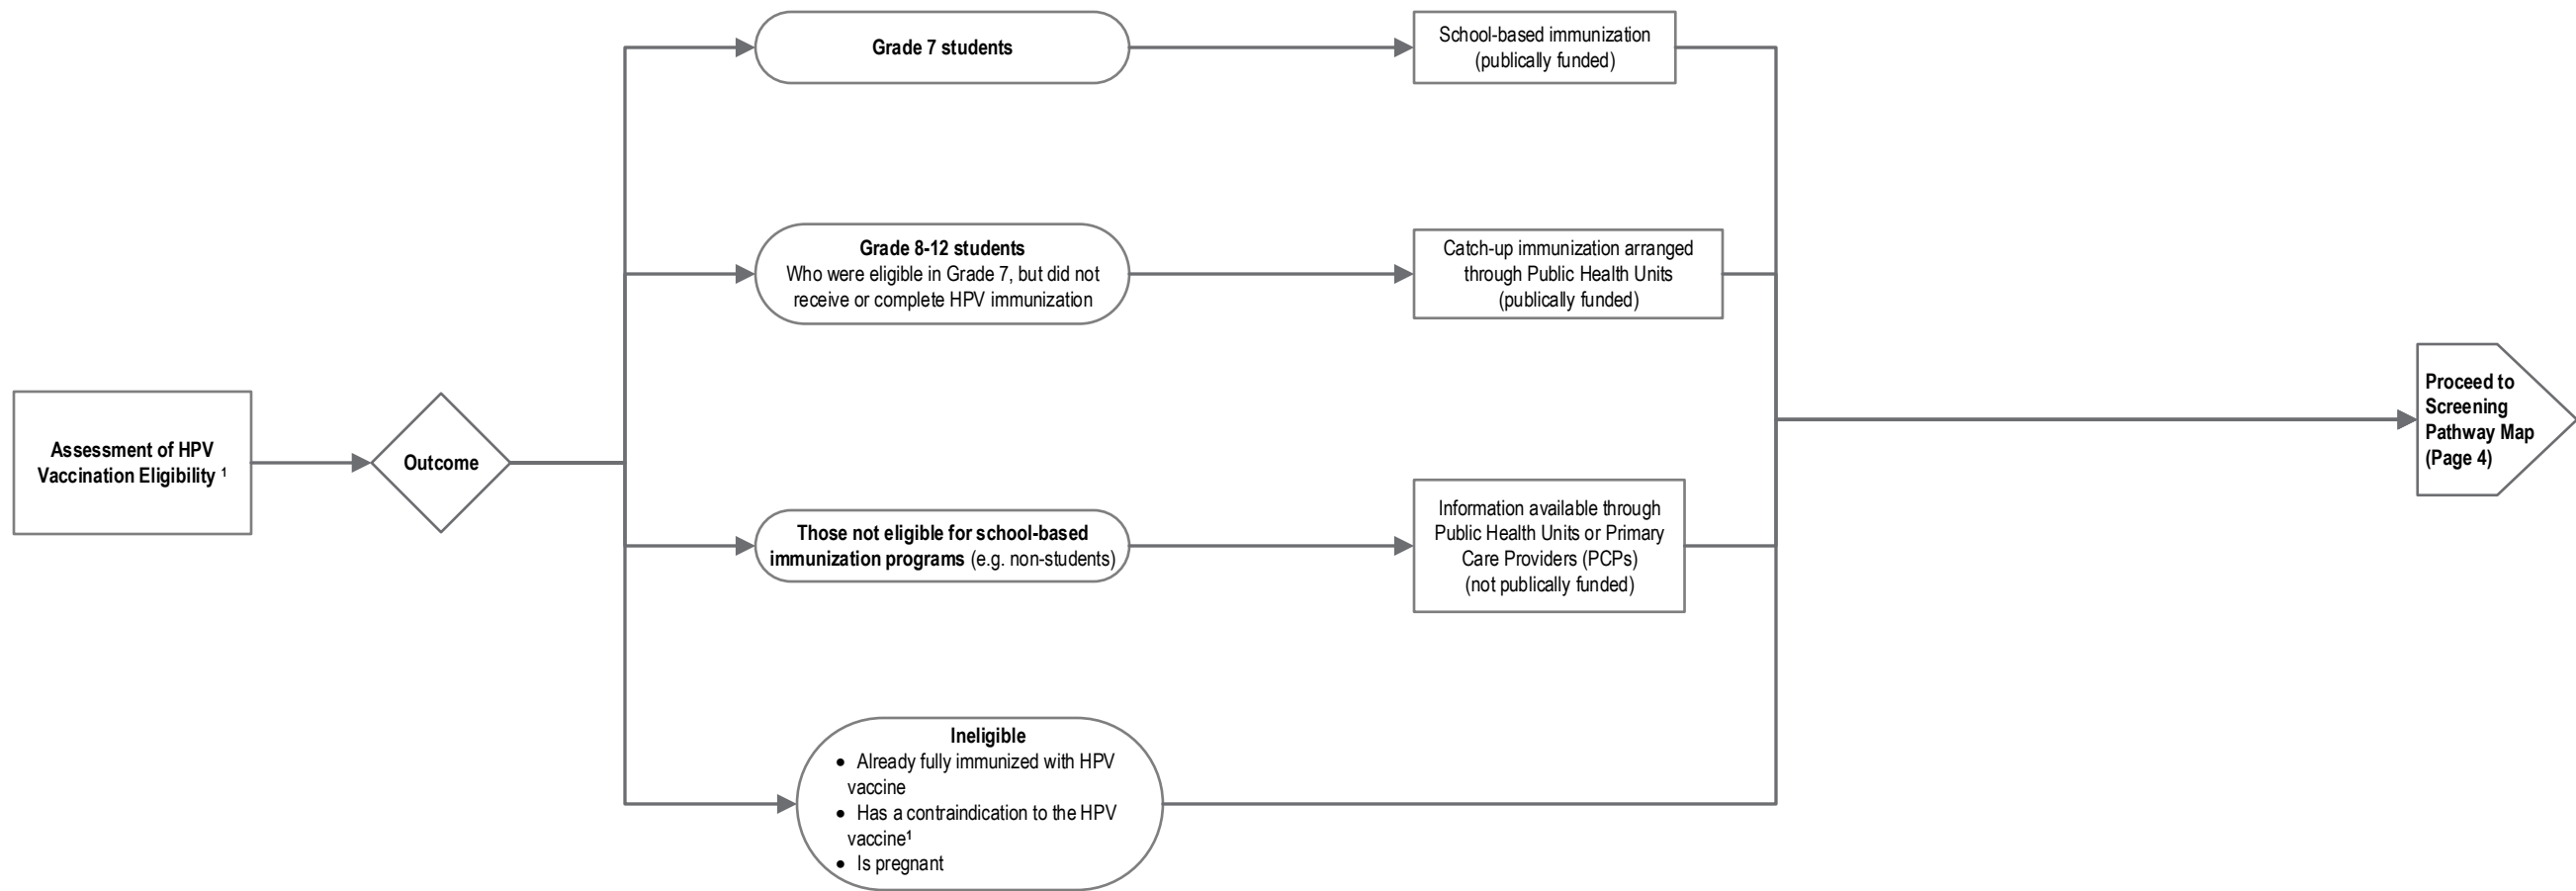 Grade 7 students
School-based immunization
(publically funded)
Grade 8-12 students
Who were eligible in Grade 7, but did not
receive or complete HPV immunization
Catch-up immunization arranged
through Public Health Units
(publically funded)
Assessment of HPV
Vaccination Eligibility ¹
Outcome
Those not eligible for school-based
immunization programs (e.g. non-students)
Information available through
Public Health Units or Primary
Care Providers (PCPs)
(not publically funded)
Proceed to
Screening
Pathway Map
(Page 4)
Ineligible
• Already fully immunized with HPV
vaccine
• Has a contraindication to the HPV
vaccine¹
• Is pregnant